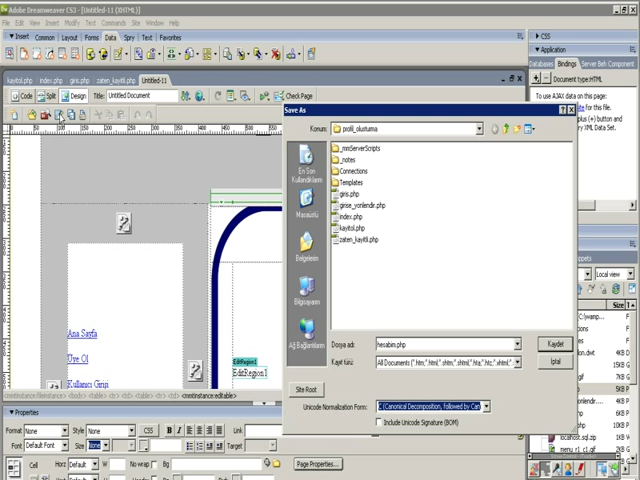 Adobe Dreamweaver CS3 - [Untitled-11 (XHTML)]
File Edit View Insert Modify Text Commands Site Window Help
Insert Common Layout Forms Data Spry Text Favorites
CSS
Application
Databases Bindings Server Beh Component
Document type:HTML
To use AJAX data on this page:
for this file.
plus (+) button and
XML Data Set.
kayitol.php index.php giris.php zaten_kayitli.php Untitled-11
Code Split Design Title: Untitled Document Check Page
Save As
Konum: profil_olusturma
En Son
Kullandıklarım
Masaüstü
Belgelerim
Bilgisayarım
Ağ Bağlantılarım
_mmServerScripts
_notes
Connections
Templates
giris.php
girise_yonlendir.php
index.php
kayitol.php
zaten_kayitli.php
Dosya adı: hesabim.php Kaydet
Kayıt türü: All Documents (*.htm;*.html;*.shtm;*.shtml;*.hta;*.htc;*.xhtml; İptal
Site Root
Unicode Normalization Form: C (Canonical Decomposition, followed by Can
Include Unicode Signature (BOM)
Ana Sayfa
Üye Ol
Kullanıcı Girişi
EditRegion1
EditRegion1
Local view
Size
localhost.sql.zip
menu_r1_c1.gif
<mmtinstance:editable>
Properties
Format None Style None CSS Link
Font Default Font Size None Target
Cell Horz Default W No wrap Bg
Page Properties...